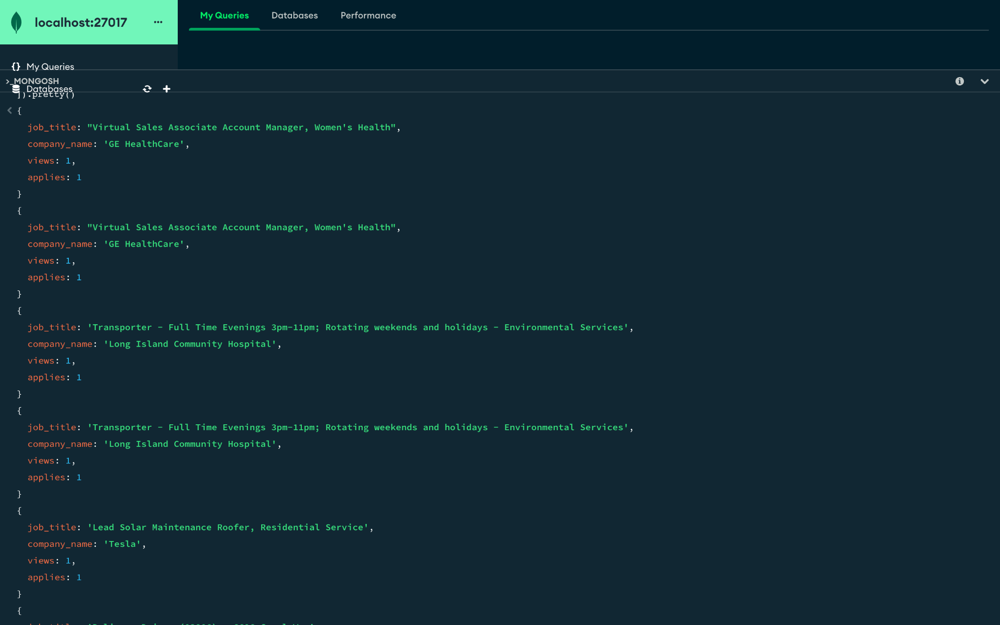 localhost:27017 ...
My Queries Databases Performance
{} My Queries
>_MONGOSH
Databases
]).pretty()
{
job_title: "Virtual Sales Associate Account Manager, Women's Health",
company_name: 'GE HealthCare',
views: 1,
applies: 1
}
{
job_title: "Virtual Sales Associate Account Manager, Women's Health",
company_name: 'GE HealthCare',
views: 1,
applies: 1
}
{
job_title: 'Transporter - Full Time Evenings 3pm-11pm; Rotating weekends and holidays - Environmental Services',
company_name: 'Long Island Community Hospital',
views: 1,
applies: 1
}
{
job_title: 'Transporter - Full Time Evenings 3pm-11pm; Rotating weekends and holidays - Environmental Services',
company_name: 'Long Island Community Hospital',
views: 1,
applies: 1
}
{
job_title: 'Lead Solar Maintenance Roofer, Residential Service',
company_name: 'Tesla',
views: 1,
applies: 1
}
{